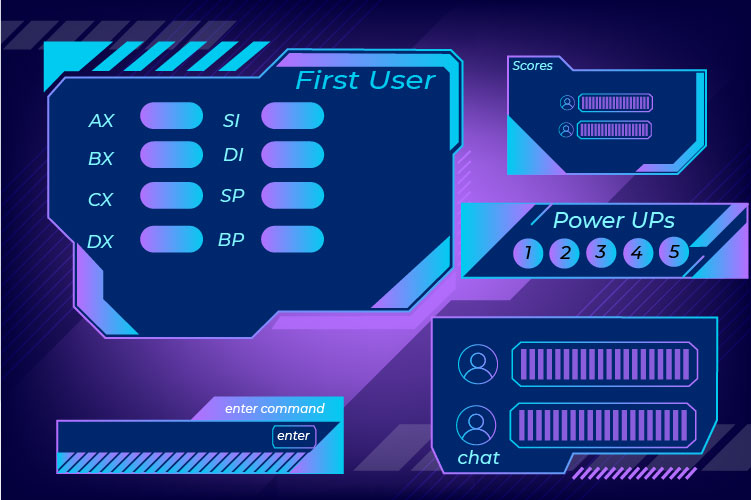 First User
AX
SI
BX
DI
CX
SP
DX
BP
Scores
Power UPs
1 2 3 4 5
enter command
enter
chat